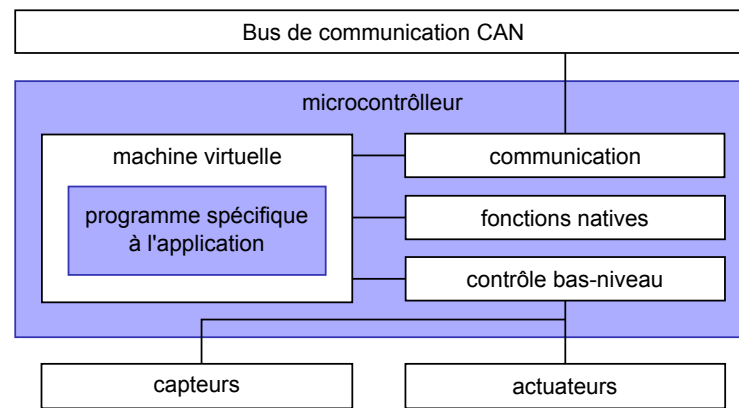 Bus de communication CAN
microcontrôlleur
machine virtuelle
communication
programme spécifique
à l'application
fonctions natives
contrôle bas-niveau
capteurs
actuateurs